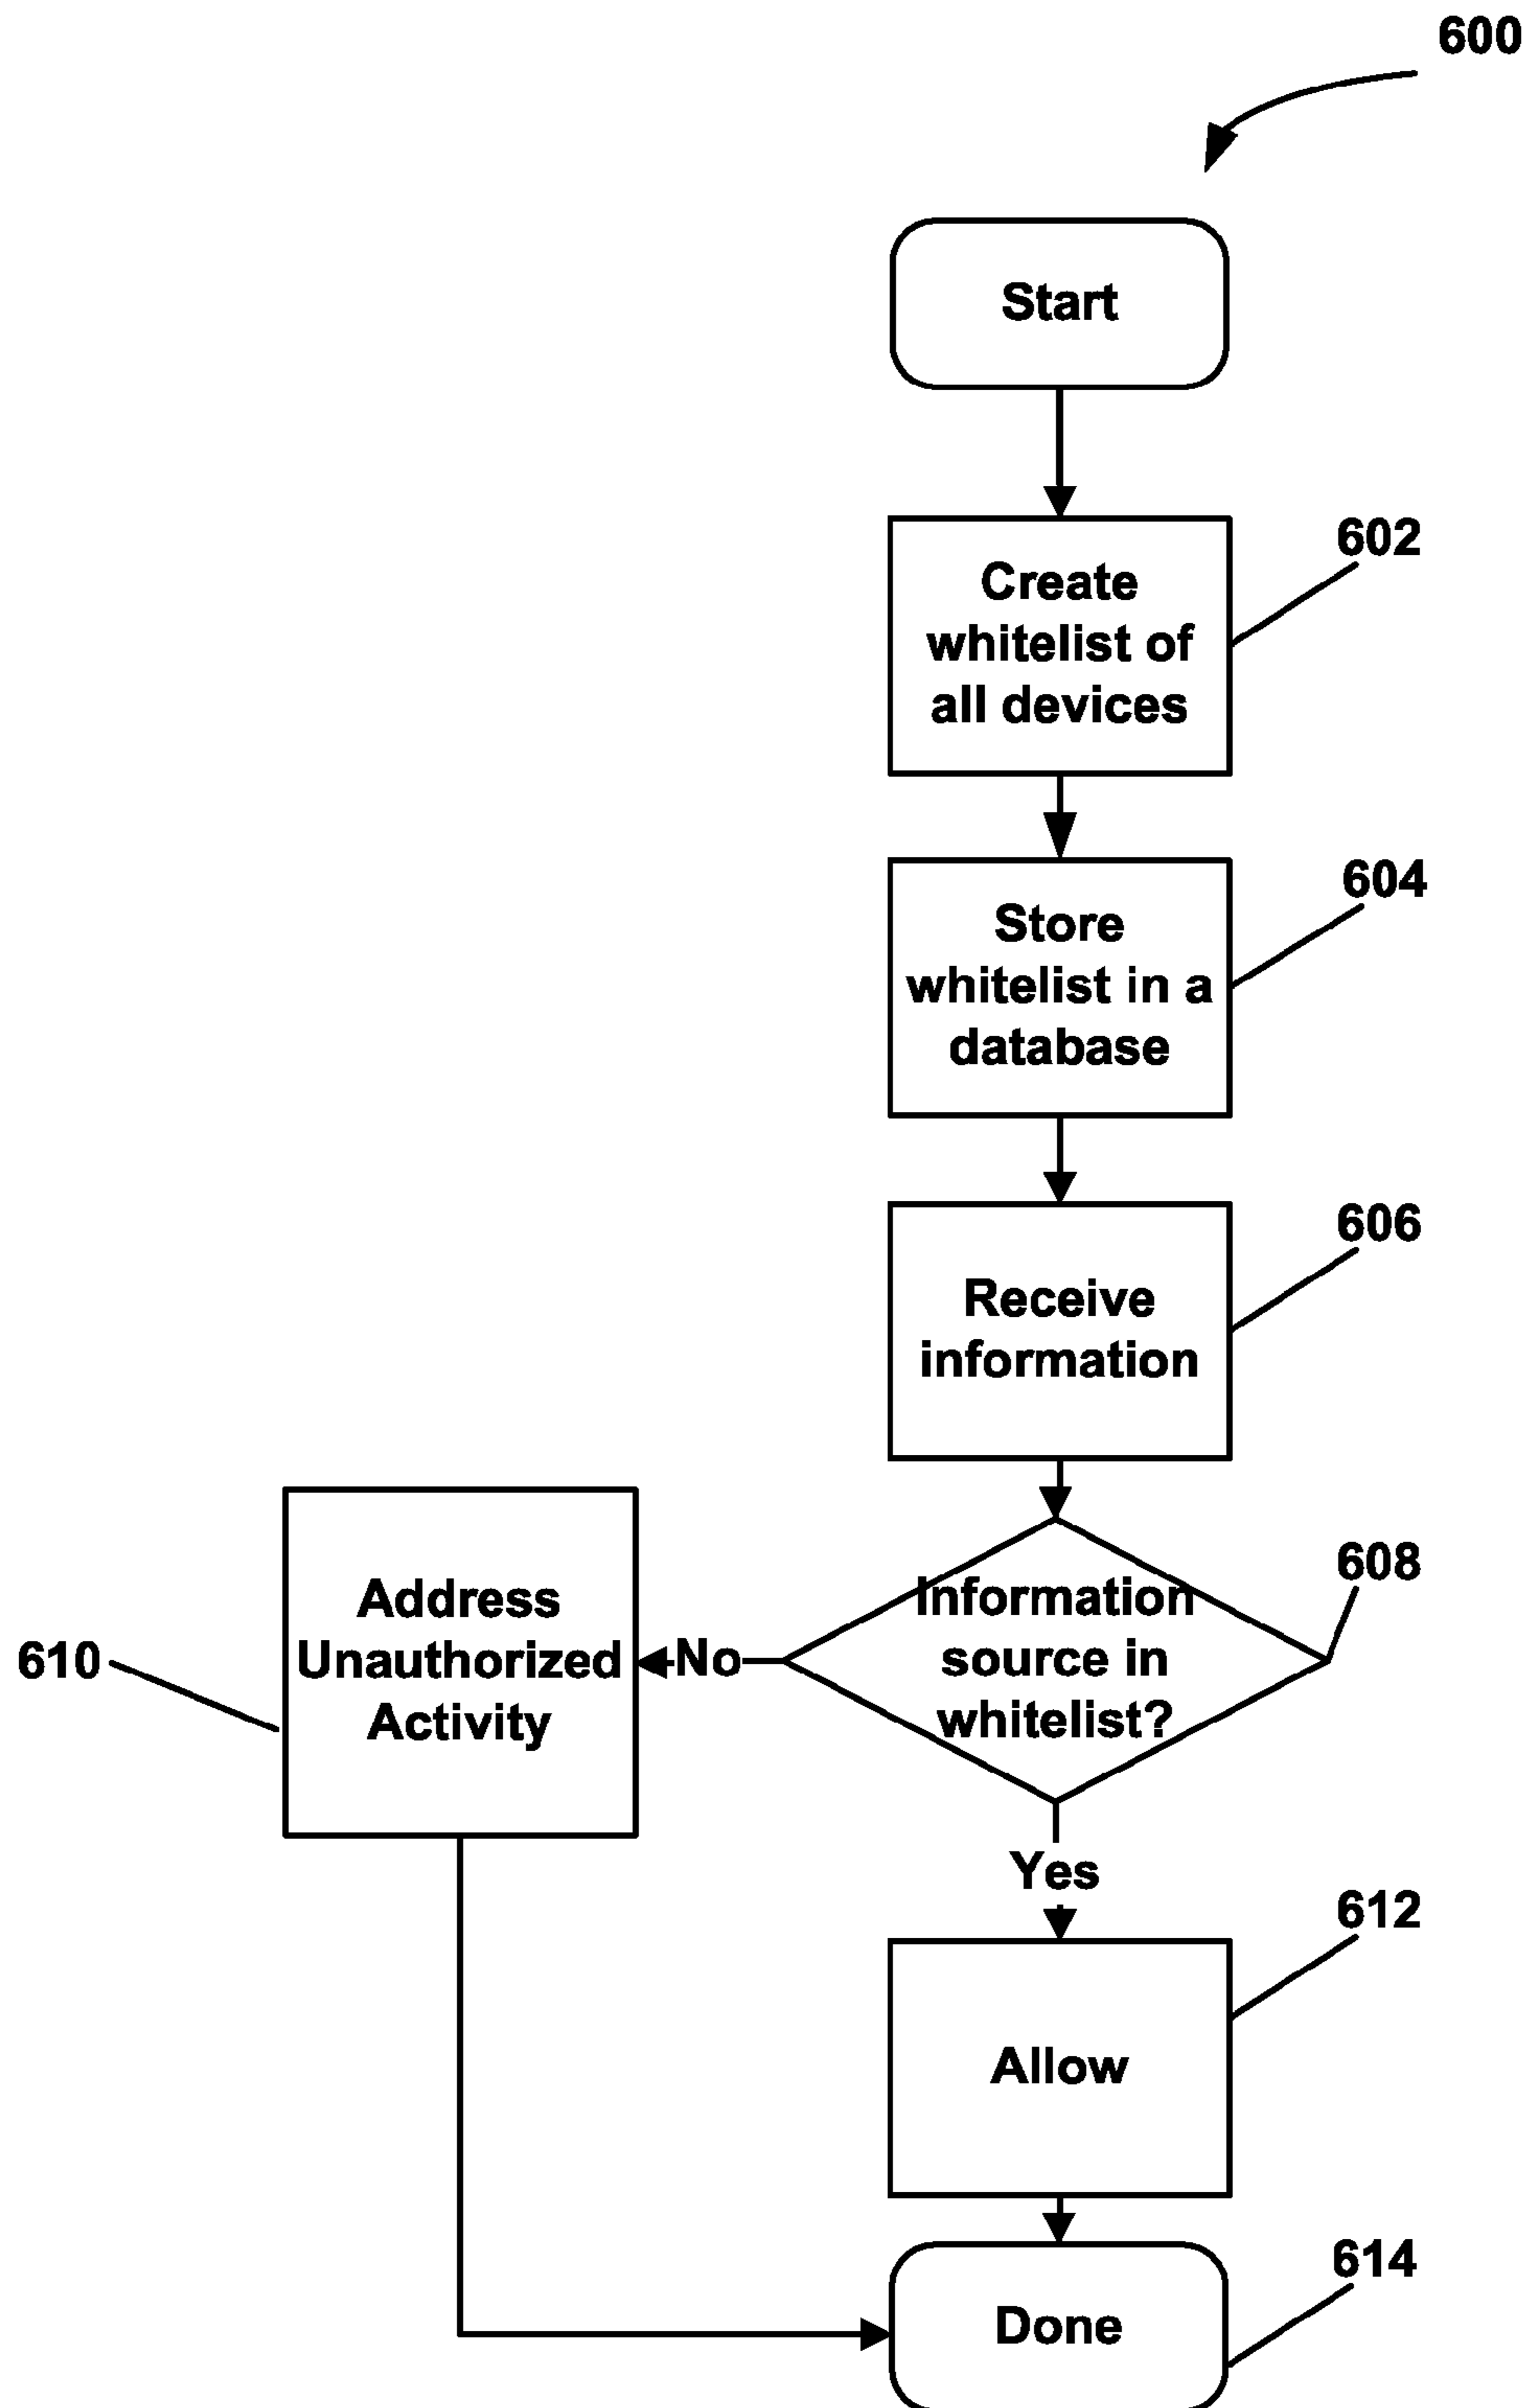 600
Start
602
Create
whitelist of
all devices
604
Store
whitelist in a
database
606
Receive
information
608
Information
source in
whitelist?
No
610
Address
Unauthorized
Activity
Yes
612
Allow
614
Done